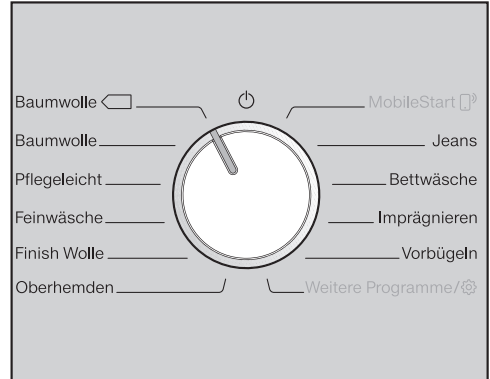 Baumwolle
MobileStart
Baumwolle
Jeans
Pflegeleicht
Bettwäsche
Feinwäsche
Imprägnieren
Finish Wolle
Vorbügeln
Oberhemden
Weitere Programme/